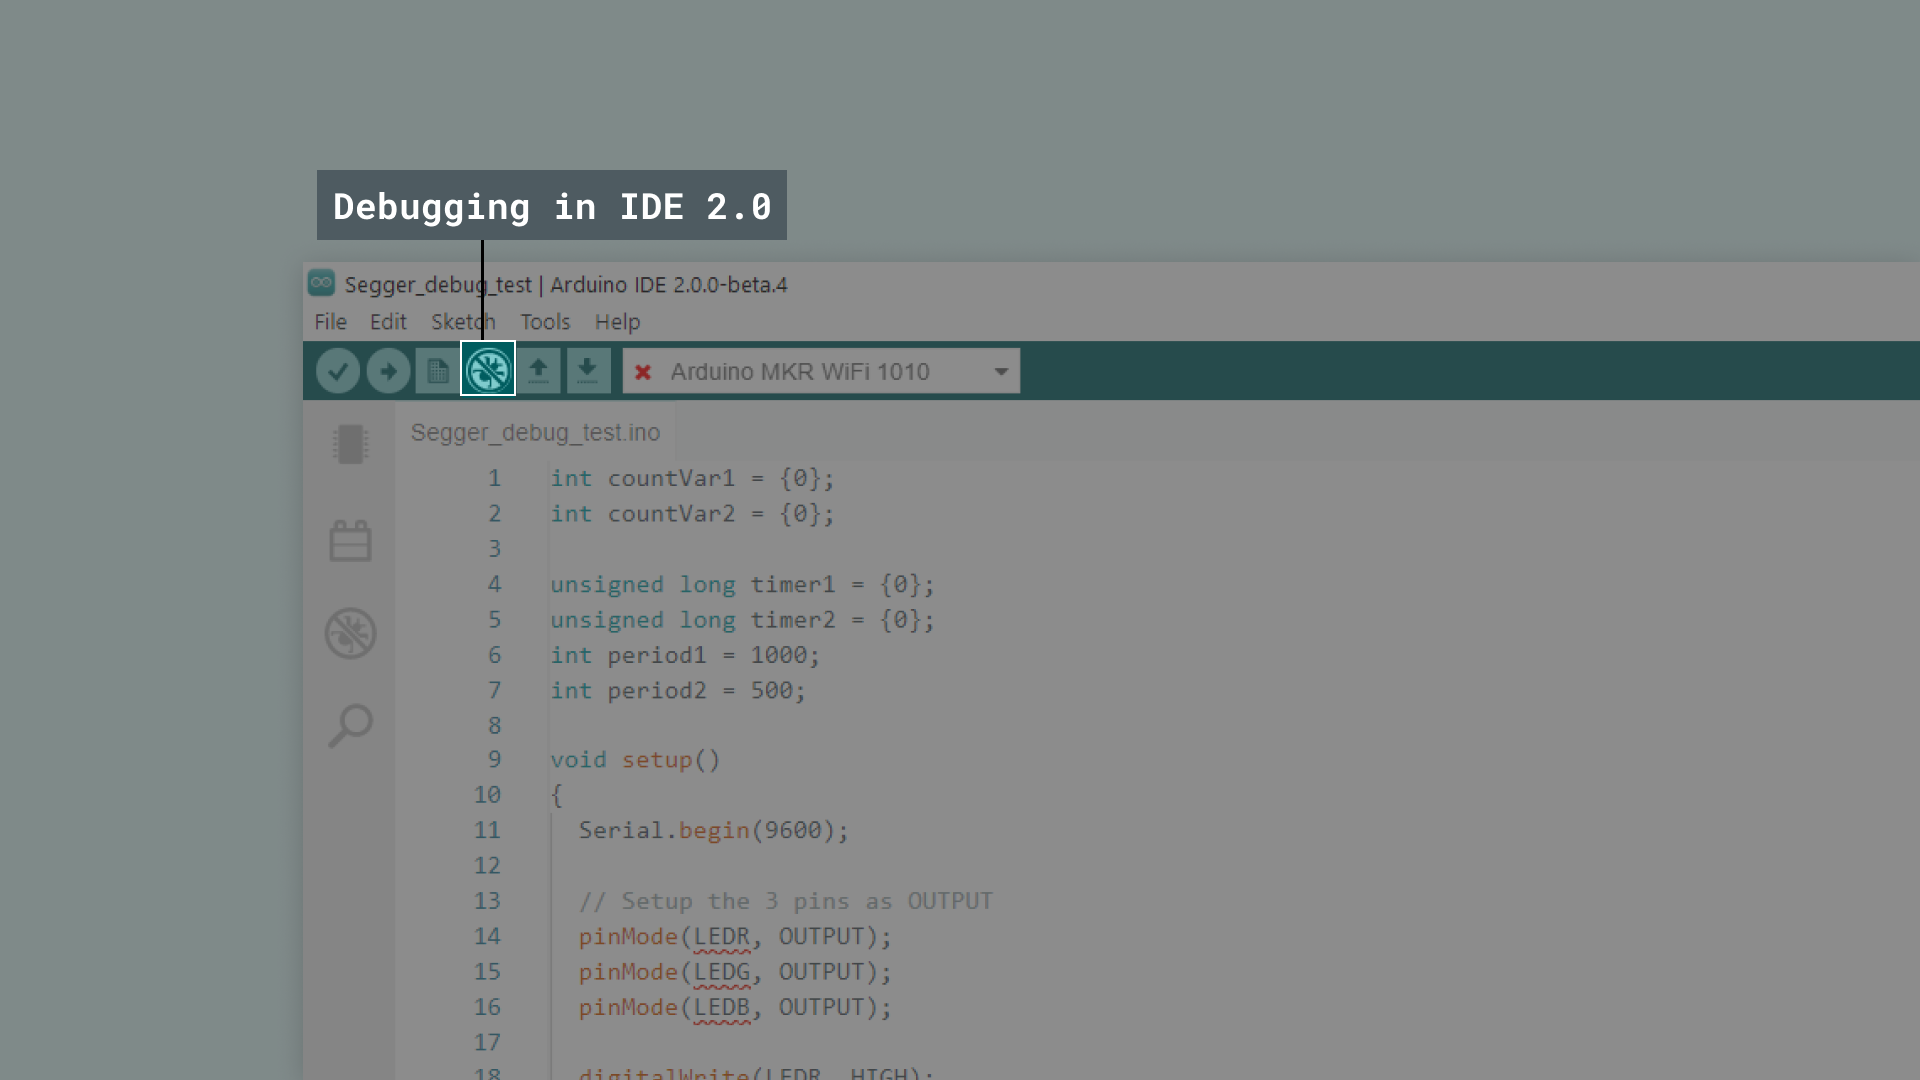 Debugging in IDE 2.0
Segger_debug_test | Arduino IDE 2.0.0-beta.4
File Edit Sketch Tools Help
Arduino MKR WiFi 1010
Segger_debug_test.ino
1 int countVar1 = {0};
2 int countVar2 = {0};
3
4 unsigned long timer1 = {0};
5 unsigned long timer2 = {0};
6 int period1 = 1000;
7 int period2 = 500;
8
9 void setup()
10 {
11 Serial.begin(9600);
12
13 // Setup the 3 pins as OUTPUT
14 pinMode(LEDR, OUTPUT);
15 pinMode(LEDG, OUTPUT);
16 pinMode(LEDB, OUTPUT);
17
18 digitalWrite(LEDR, HIGH);